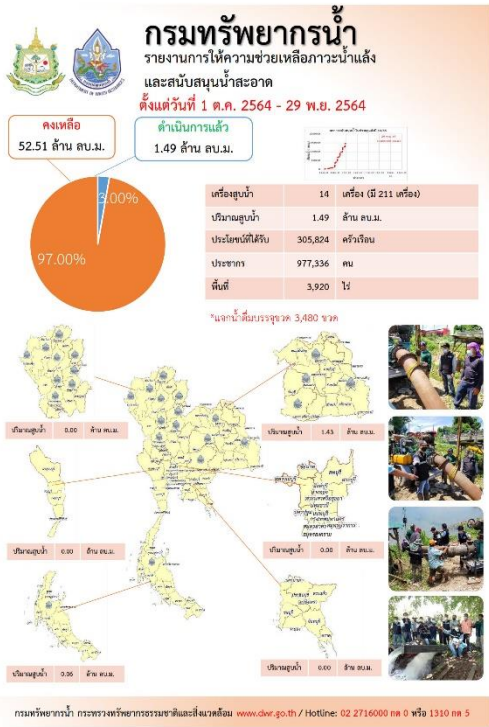 กรมทรัพยากรน้ำ
รายงานการให้ความช่วยเหลือภาวะน้ำแล้ง
และสนับสนุนน้ำสะอาด
ตั้งแต่วันที่ 1 ต.ค. 2564 - 29 พ.ย. 2564
คงเหลือ
52.51 ล้าน ลบ.ม.
ดำเนินการแล้ว
1.49 ล้าน ลบ.ม.
3.00%
97.00%
เครื่องสูบน้ำ 14 เครื่อง (มี 211 เครื่อง)
ปริมาณสูบน้ำ 1.49 ล้าน ลบ.ม.
ประโยชน์ที่ได้รับ 305,824 ครัวเรือน
ประชากร 977,336 คน
พื้นที่ 3,920 ไร่
*แจกน้ำดื่มบรรจุขวด 3,480 ขวด
ปริมาณสูบน้ำ 0.00 ล้าน ลบ.ม.
ปริมาณสูบน้ำ 1.43 ล้าน ลบ.ม.
ปริมาณสูบน้ำ 0.00 ล้าน ลบ.ม.
ปริมาณสูบน้ำ 0.00 ล้าน ลบ.ม.
ปริมาณสูบน้ำ 0.06 ล้าน ลบ.ม.
ปริมาณสูบน้ำ 0.00 ล้าน ลบ.ม.
กรมทรัพยากรน้ำ กระทรวงทรัพยากรธรรมชาติและสิ่งแวดล้อม www.dwr.go.th / Hotline: 02 2716000 กด 0 หรือ 1310 กด 5